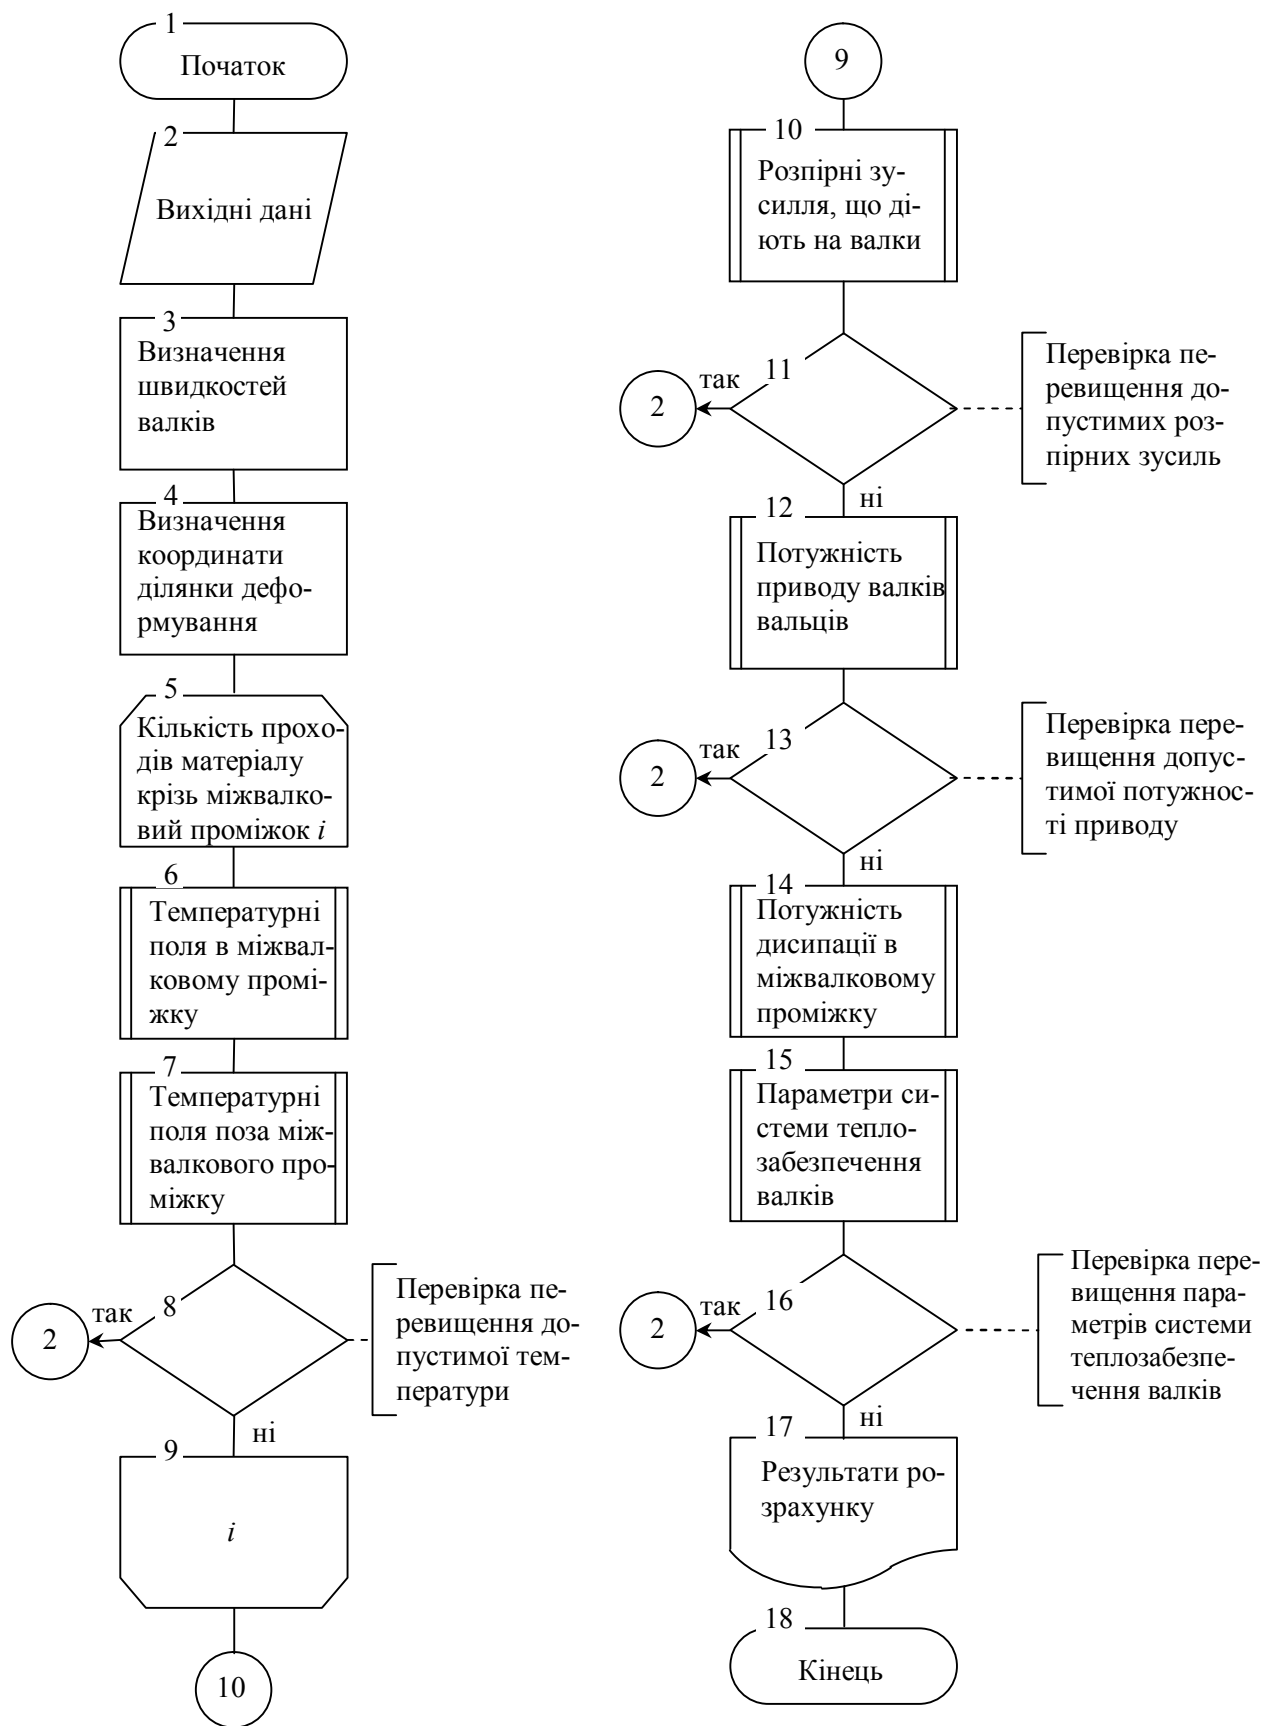 1
Початок
2
Вихідні дані
3
Визначення
швидкостей
валків
4
Визначення
координати
ділянки дефо-
рмування
5
Кількість прохо-
дів матеріалу
крізь міжвалко-
вий проміжок i
6
Температурні
поля в міжвал-
ковому промі-
жку
7
Температурні
поля поза між-
валкового про-
міжку
8
так
2
ні
Перевірка пе-
ревищення до-
пустимої тем-
ператури
9
i
10
9
10
Розпірні зу-
силля, що ді-
ють на валки
11
так
2
ні
Перевірка пе-
ревищення до-
пустимих роз-
пірних зусиль
12
Потужність
приводу валків
вальців
13
так
2
ні
Перевірка пере-
вищення допус-
тимої потужнос-
ті приводу
14
Потужність
дисипації в
міжвалковому
проміжку
15
Параметри си-
стеми тепло-
забезпечення
валків
16
так
2
ні
Перевірка пере-
вищення пара-
метрів системи
теплозабезпе-
чення валків
17
Результати ро-
зрахунку
18
Кінець